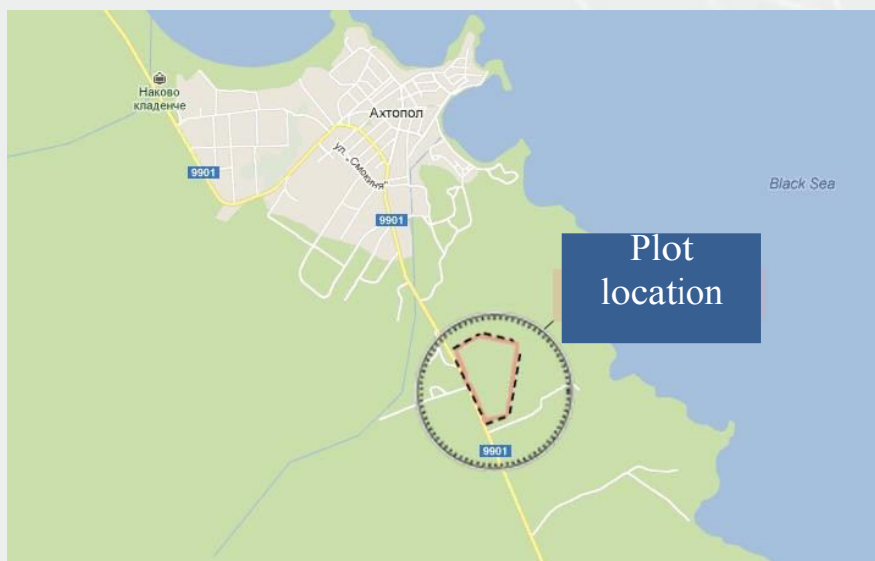 Наково
кладенче
Ахтопол
9901
ул. „Смокиня“
Black Sea
9901
Plot
location
9901